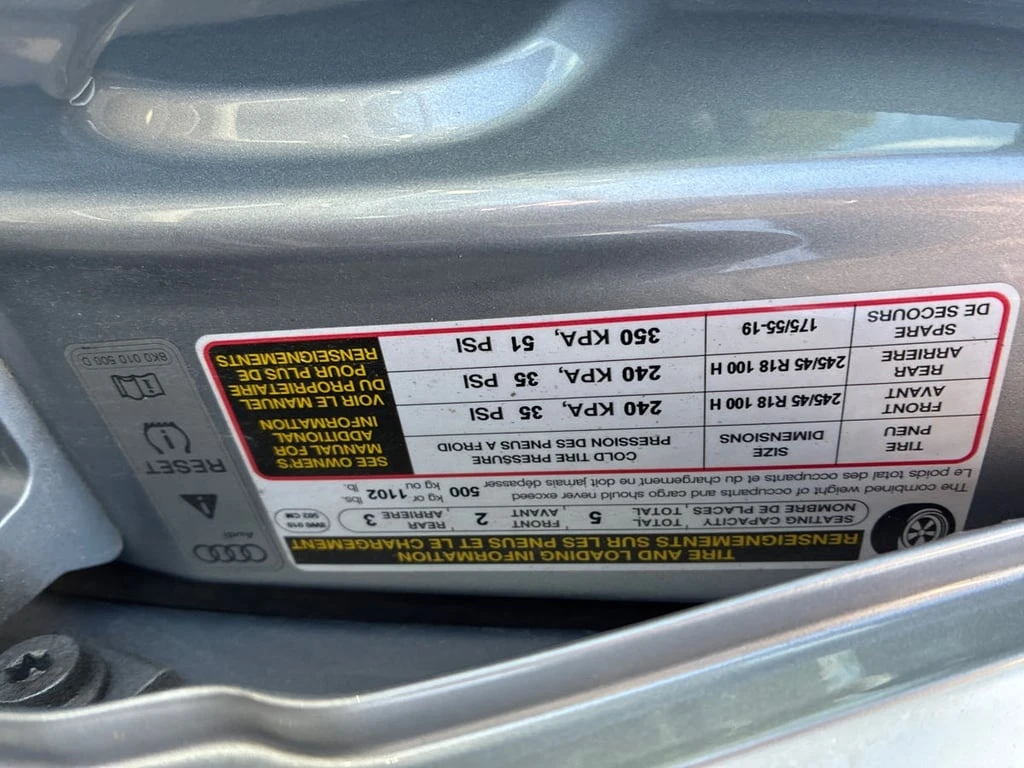 TIRE AND LOADING INFORMATION
RENSEIGNEMENTS SUR LES PNEUS ET LE CHARGEMENT
SEATING CAPACITY TOTAL 5 FRONT 2 REAR 3
NOMBRE DE PLACES, TOTAL AVANT ARRIÈRE
502 CM
The combined weight of occupants and cargo should never exceed 500 kg or 1102 lbs.
Le poids total des occupants et du chargement ne doit jamais dépasser kg ou lb.
TIRE SIZE COLD TIRE PRESSURE
PNEU DIMENSIONS PRESSION DES PNEUS A FROID
FRONT 245/45 R18 100 H 240 KPA, 35 PSI
AVANT
REAR 245/45 R18 100 H 240 KPA, 35 PSI
ARRIERE
SPARE 175/55-19 350 KPA, 51 PSI
DE SECOURS
SEE OWNER'S
MANUAL FOR
ADDITIONAL
INFORMATION
VOIR LE MANUEL
DU PROPRIETAIRE
POUR PLUS DE
RENSEIGNEMENTS
Audi
RESET
8K0 010 506 D